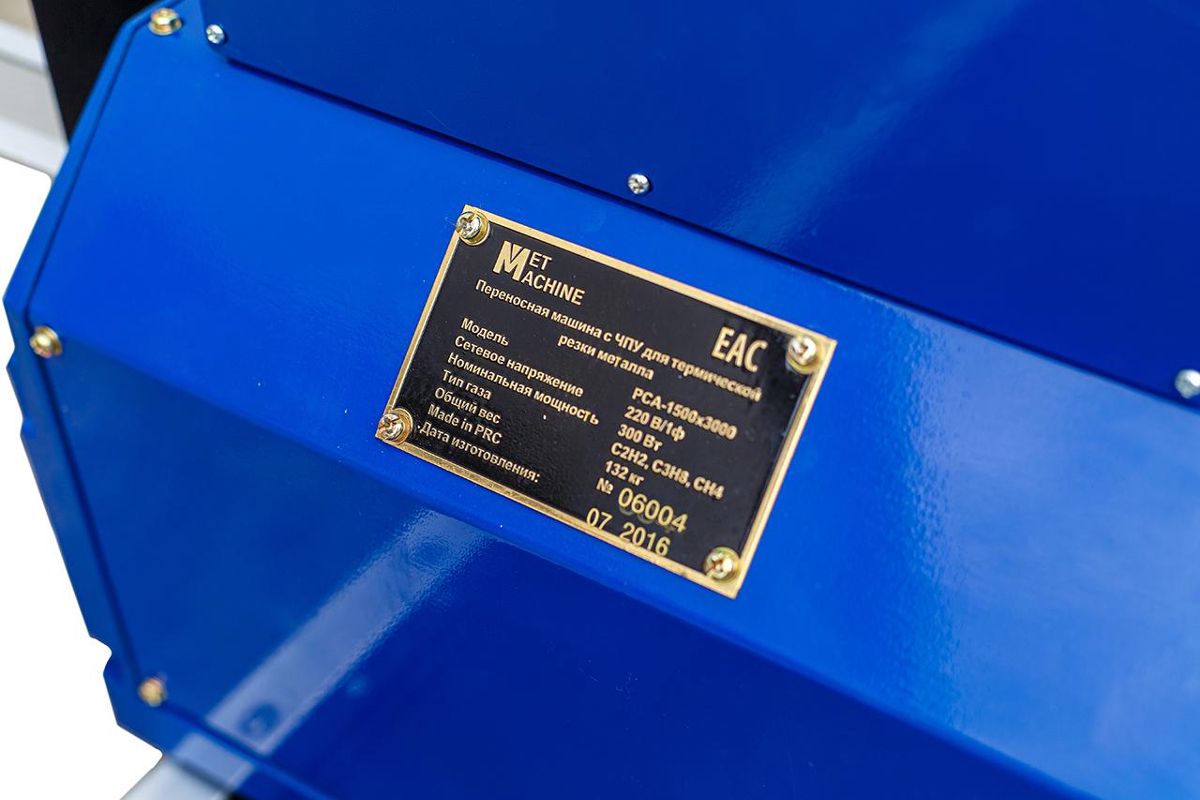 MET
MACHINE
EAC
Переносная машина с ЧПУ для термической
резки металла
Модель PCA-1500x3000
Сетевое напряжение 220 В/1ф
Номинальная мощность 300 Вт
Тип газа C2H2, C3H8, CH4
Общий вес 132 кг
Made in PRC № 06004
Дата изготовления: 07 2016